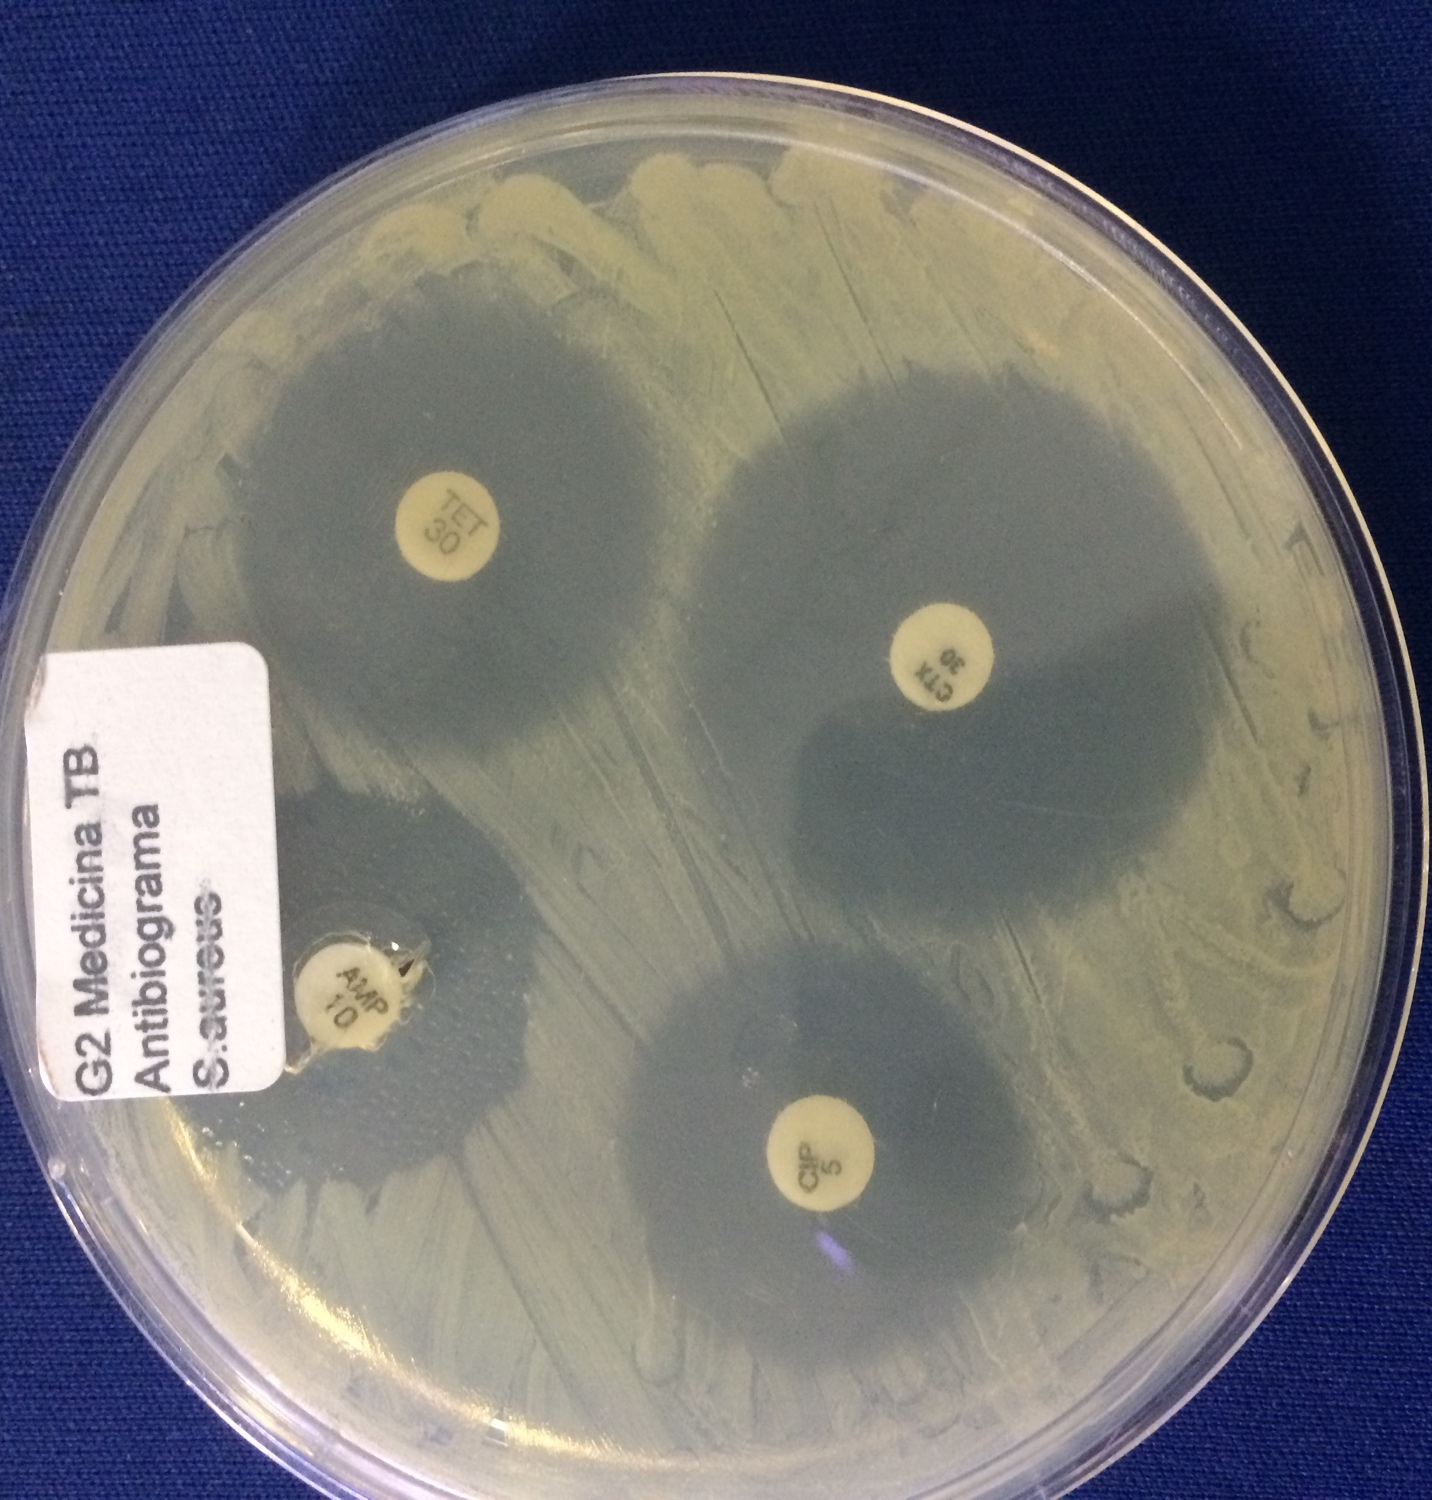 TET
30
CTX
30
G2 Medicina TB
Antibiograma
S.aureus
AMP
10
CIP
5